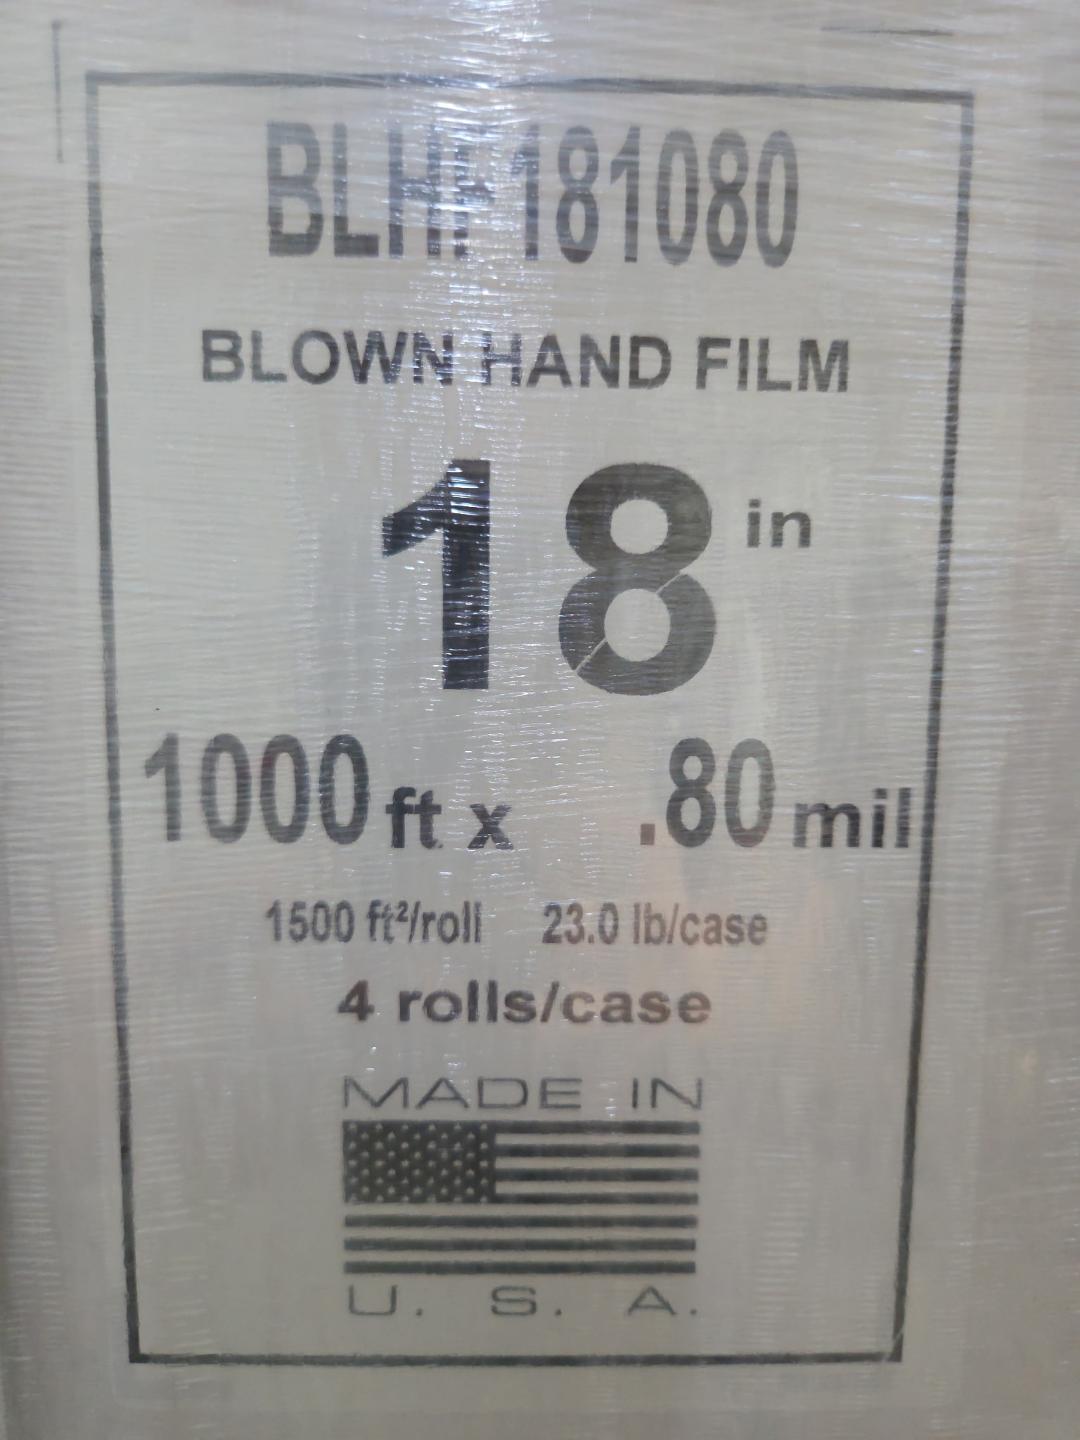 BLHF181080
BLOWN HAND FILM
18 in
1000 ft x .80 mil
1500 ft²/roll 23.0 lb/case
4 rolls/case
MADE IN
U. S. A.